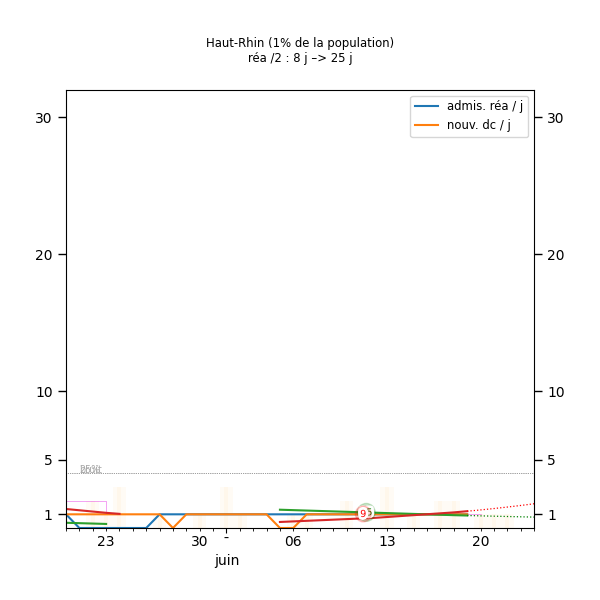 Haut-Rhin (1% de la population)
réa /2 : 8 j –> 25 j
admis. réa / j
nouv. dc / j
30 30
20 20
10 10
5 5
1 1
9
23 30 06 13 20
juin